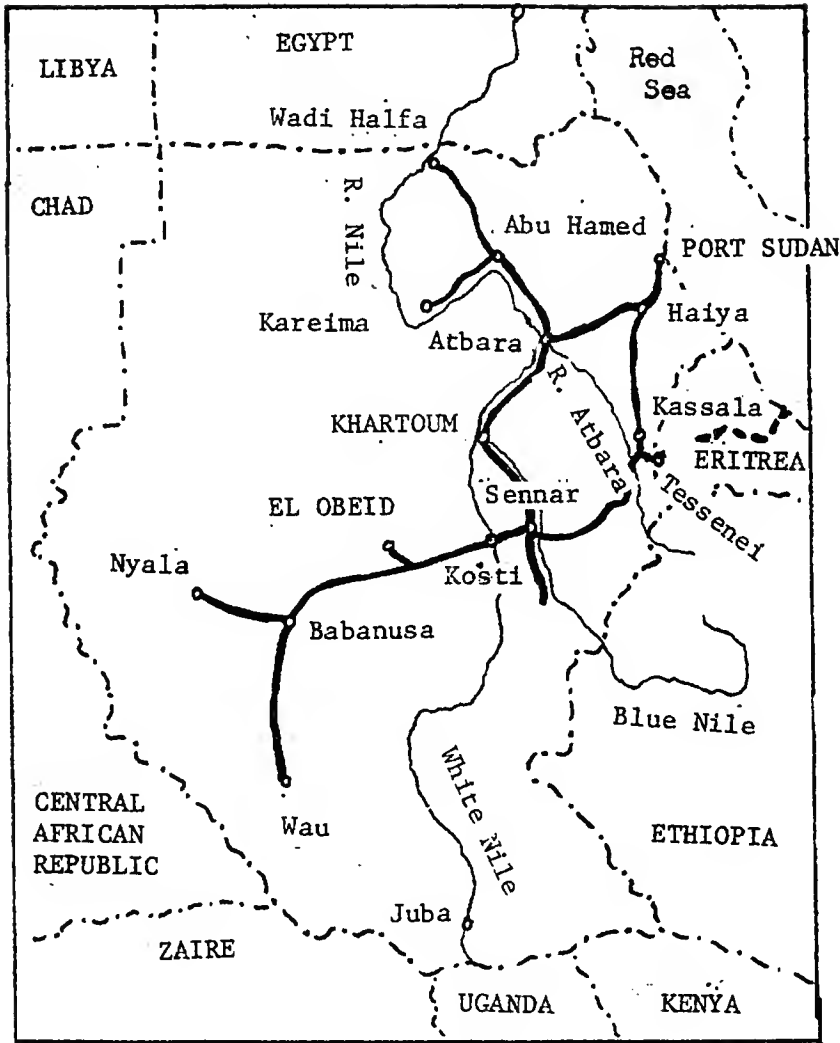 EGYPT
LIBYA
Red
Sea
Wadi Halfa
CHAD
R. Nile
Abu Hamed
PORT SUDAN
Kareima
Haiya
Atbara
R. Atbara
Kassala
KHARTOUM
ERITREA
Sennar
Tessenei
EL OBEID
Nyala
Kosti
Babanusa
Blue Nile
White Nile
CENTRAL
AFRICAN
REPUBLIC
Wau
ETHIOPIA
Juba
ZAIRE
UGANDA
KENYA